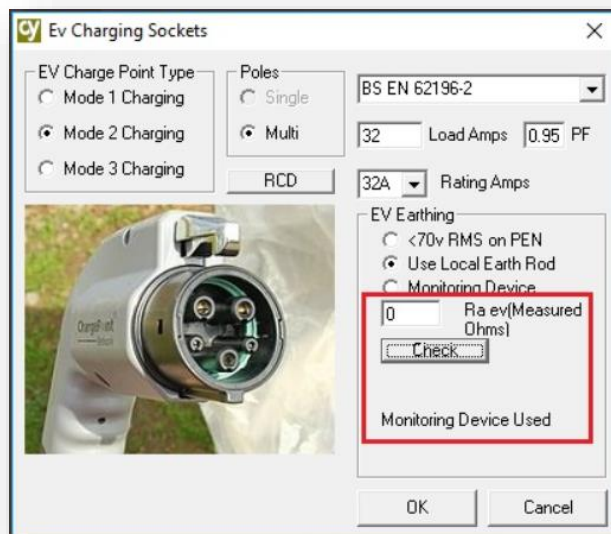 cy Ev Charging Sockets
EV Charge Point Type
Mode 1 Charging
Mode 2 Charging
Mode 3 Charging
Poles
Single
Multi
RCD
BS EN 62196-2
32 Load Amps 0.95 PF
32A Rating Amps
EV Earthing
<70v RMS on PEN
Use Local Earth Rod
Monitoring Device
0 Ra ev(Measured
Ohms)
Check
Monitoring Device Used
OK Cancel